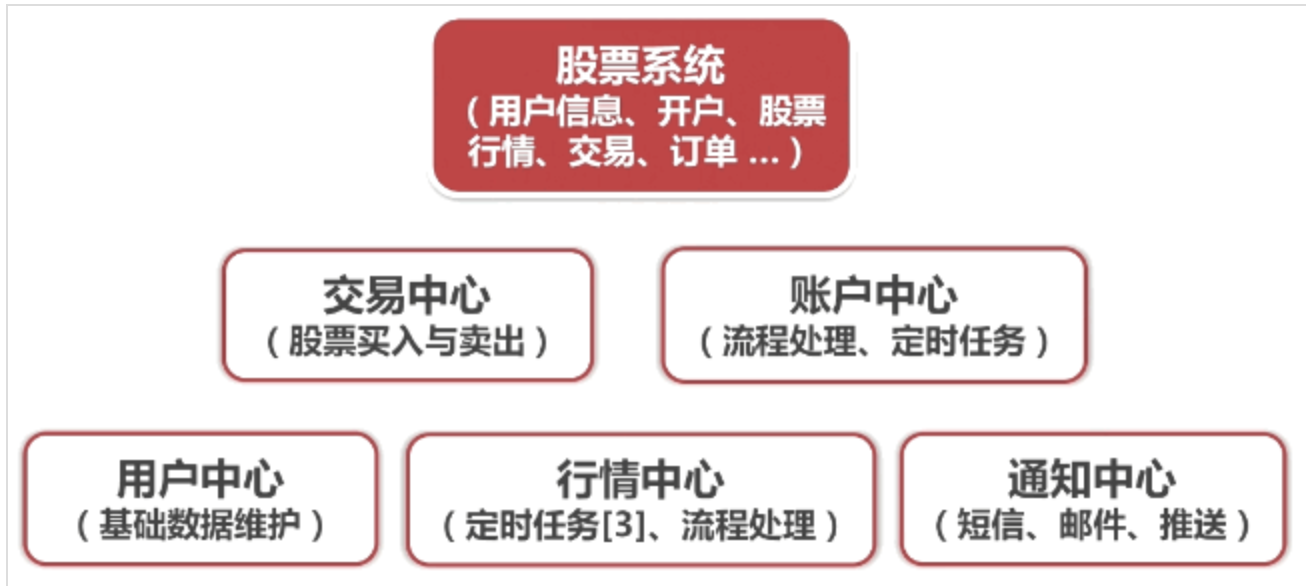 股票系统
（用户信息、开户、股票
行情、交易、订单 ...）
交易中心
（股票买入与卖出）
账户中心
（流程处理、定时任务）
用户中心
（基础数据维护）
行情中心
（定时任务[3]、流程处理）
通知中心
（短信、邮件、推送）